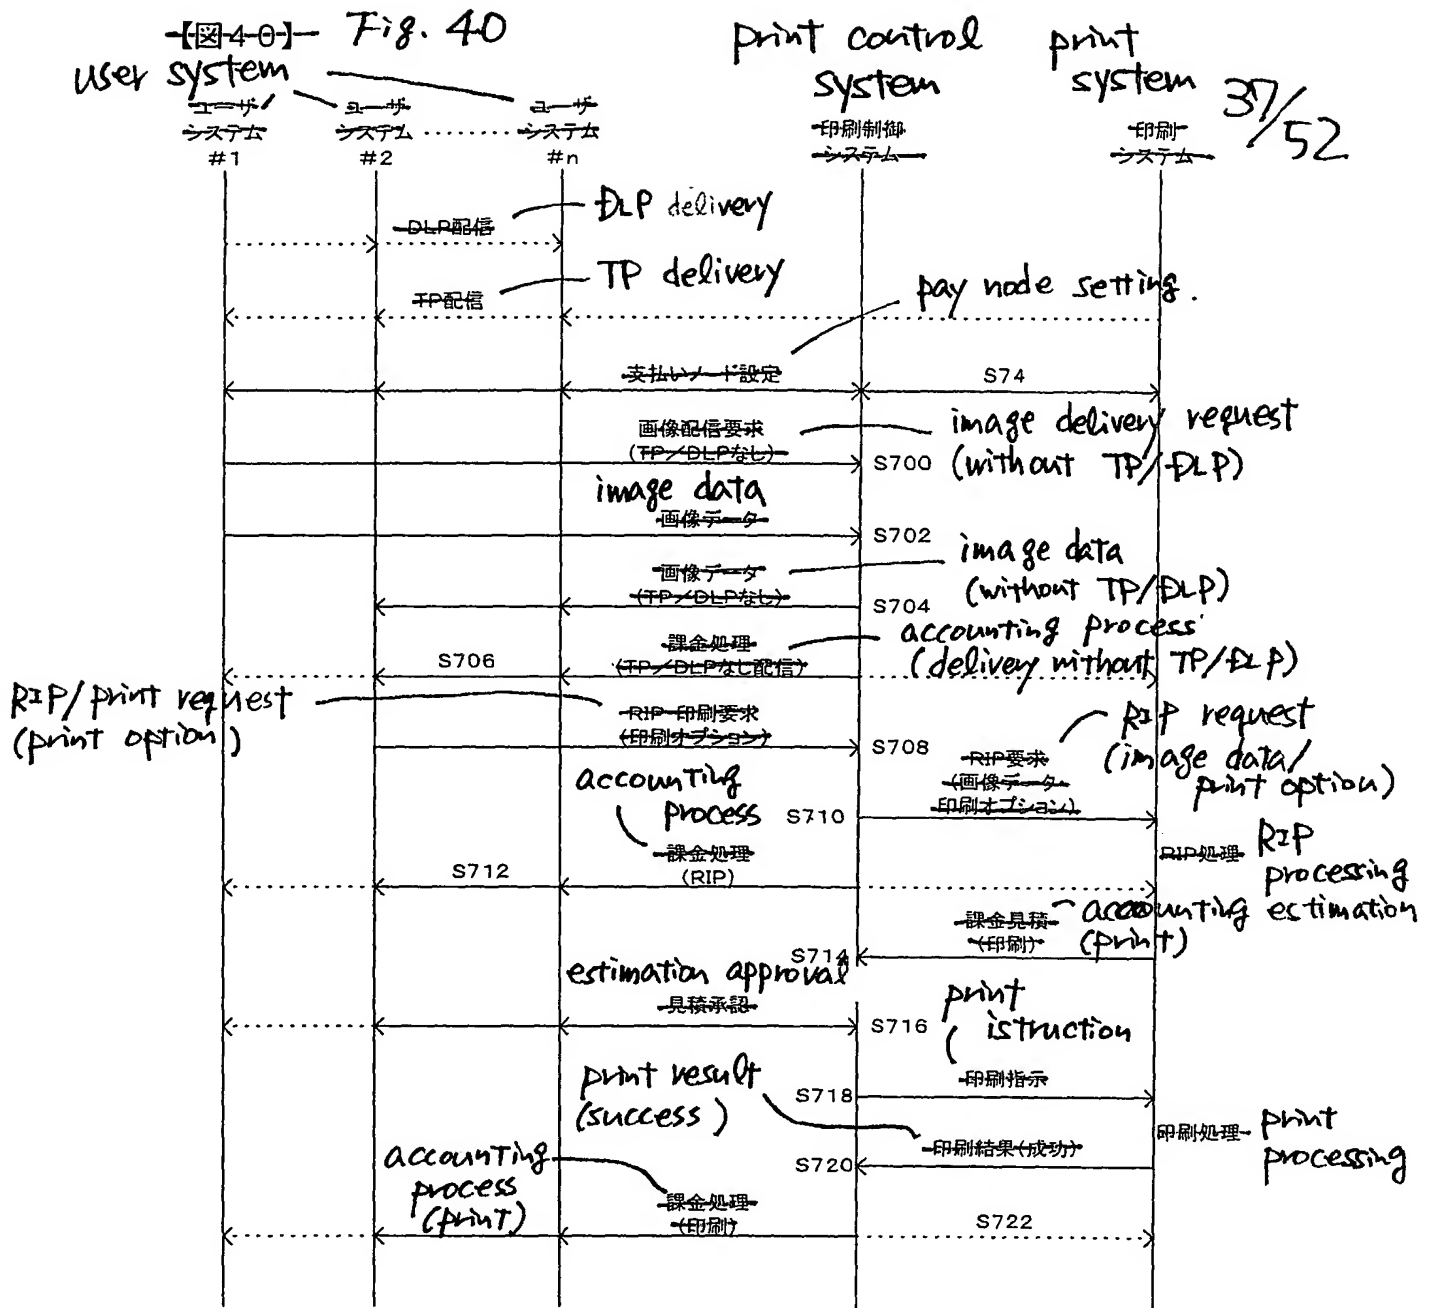 【図40】 Fig. 40
print control system
print system
37/52
user system
ユーザシステム #1
ユーザシステム #2
ユーザシステム #n
印刷制御システム
印刷システム
DLP配信
DLP delivery
TP配信
TP delivery
pay node setting.
支払いノード設定
S74
画像配信要求
(TP/DLPなし)
image delivery request
(without TP/DLP)
S700
image data
画像データ
S702
画像データ
(TP/DLPなし)
image data
(without TP/DLP)
S704
課金処理
(TP/DLPなし配信)
accounting process
(delivery without TP/DLP)
S706
RIP/print request
(print option)
RIP・印刷要求
(印刷オプション)
S708
RIP要求
(画像データ・
印刷オプション)
RIP request
(image data/
print option)
accounting
process
S710
課金処理
(RIP)
S712
RIP処理
RIP
processing
課金見積
(印刷)
accounting estimation
(print)
S714
estimation approval
見積承認
S716
print
istruction
印刷指示
S718
print result
(success)
印刷結果(成功)
S720
印刷処理
print
processing
accounting
process
(print)
課金処理
(印刷)
S722